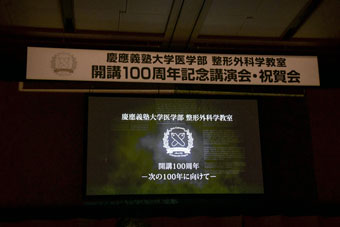 慶應義塾大学医学部 整形外科学教室
開講100周年記念講演会・祝賀会
慶應義塾大学医学部 整形外科学教室
開講100周年
－次の100年に向けて－